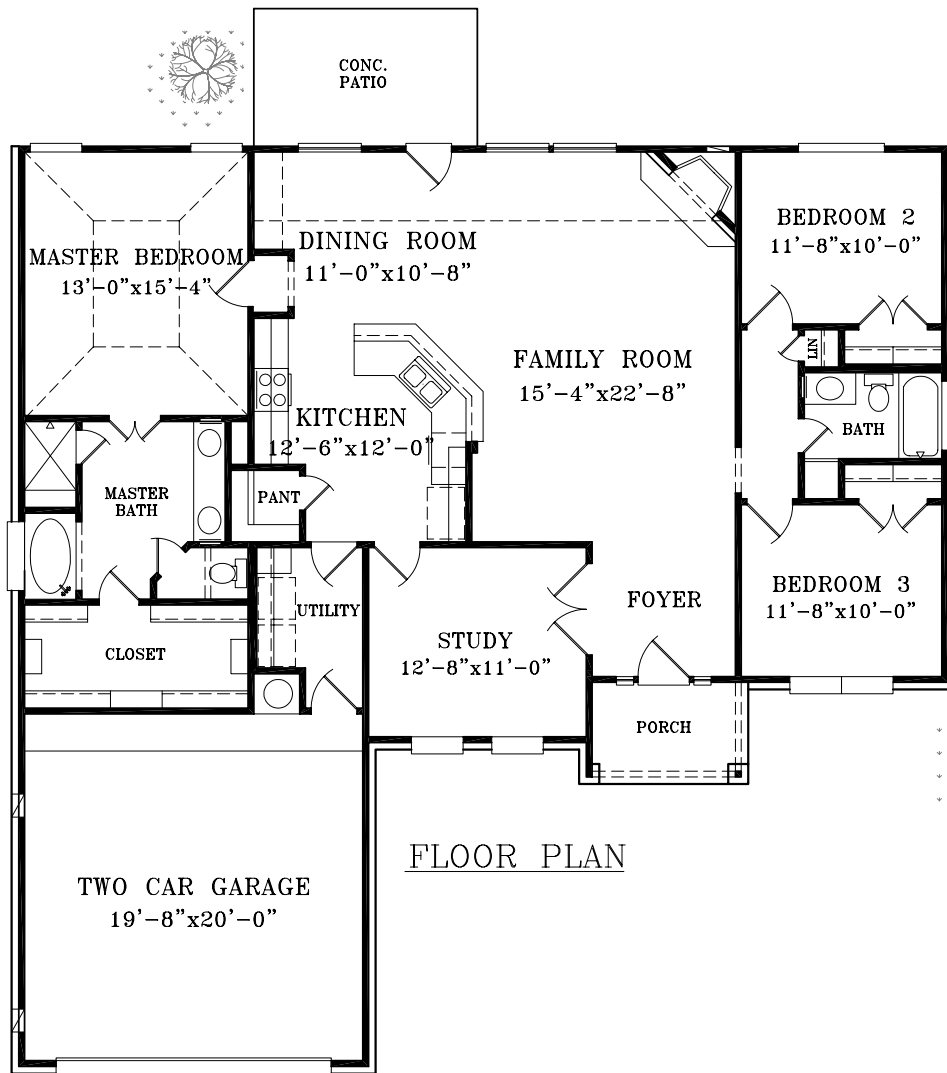 CONC.
PATIO
MASTER BEDROOM
13'-0"x15'-4"
DINING ROOM
11'-0"x10'-8"
BEDROOM 2
11'-8"x10'-0"
LIN
FAMILY ROOM
15'-4"x22'-8"
KITCHEN
12'-6"x12'-0"
BATH
MASTER
BATH
PANT
UTILITY
FOYER
BEDROOM 3
11'-8"x10'-0"
CLOSET
STUDY
12'-8"x11'-0"
PORCH
FLOOR PLAN
TWO CAR GARAGE
19'-8"x20'-0"